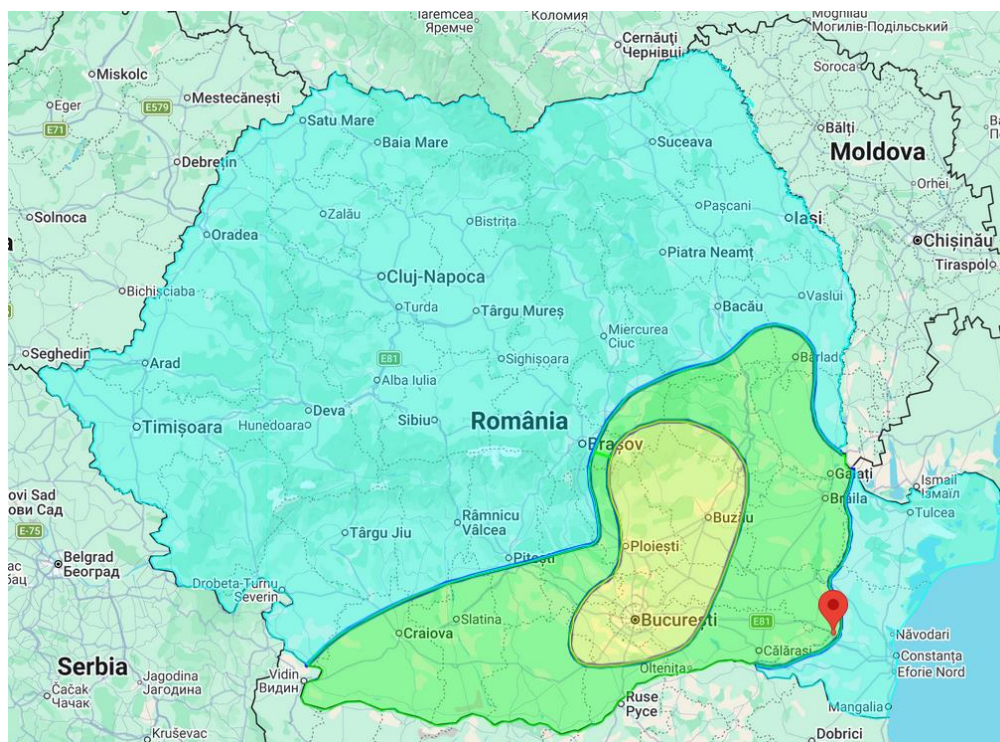 Iaremcea
Яремче
Коломия
Moghilău
Могилів-Подільський
Cernăuți
Чернівці
Soroca
Miskolc
Mestecănești
Eger
E579
E71
Satu Mare
Bălți
Baia Mare
Suceava
Moldova
Debrețin
Orhei
Solnoca
Zalău
Bistrița
Pașcani
Iași
Oradea
Chișinău
Piatra Neamț
Tiraspol
Cluj-Napoca
Bichișciaba
Turda
Târgu Mureș
Bacău
Vaslui
Miercurea
Ciuc
Seghedin
Arad
E81
Sighișoara
Bârlad
Alba Iulia
Deva
Sibiu
România
Timișoara
Hunedoara
Brașov
Galați
Ismail
Ізмаїл
ovi Sad
ови Сад
Brăila
Tulcea
Râmnicu
Vâlcea
Buzău
E-75
Târgu Jiu
Ploiești
Pitești
Belgrad
Београд
Drobeta-Turnu
Severin
București
E81
Slatina
Craiova
Năvodari
Călărași
Constanța
Serbia
Vidin
Видин
Oltenița
Eforie Nord
Jagodina
Јагодина
Čačak
Чачак
Ruse
Русе
Mangalia
Kruševac
Dobrici